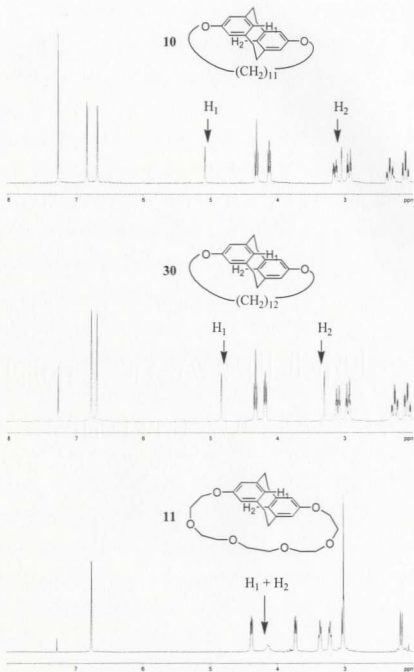 O
H₁
10
H₂
O
(CH₂)₁₁
H₁
H₂
8 7 6 5 4 3 ppm
O
H₁
30
H₂
O
(CH₂)₁₂
H₁
H₂
8 7 6 5 4 3 ppm
O
H₁
11
H₂
O
O
O
O
O
H₁ + H₂
8 7 6 5 4 3 ppm